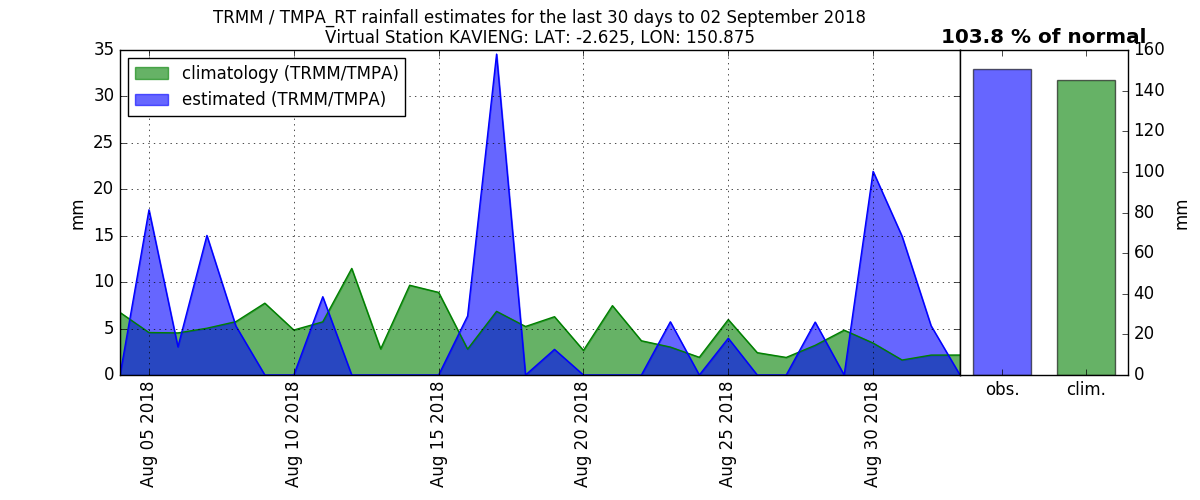 TRMM / TMPA_RT rainfall estimates for the last 30 days to 02 September 2018
Virtual Station KAVIENG: LAT: -2.625, LON: 150.875
103.8 % of normal
climatology (TRMM/TMPA)
estimated (TRMM/TMPA)
35
30
25
20
15
10
5
0
mm
Aug 05 2018
Aug 10 2018
Aug 15 2018
Aug 20 2018
Aug 25 2018
Aug 30 2018
160
140
120
100
80
60
40
20
0
mm
obs.
clim.